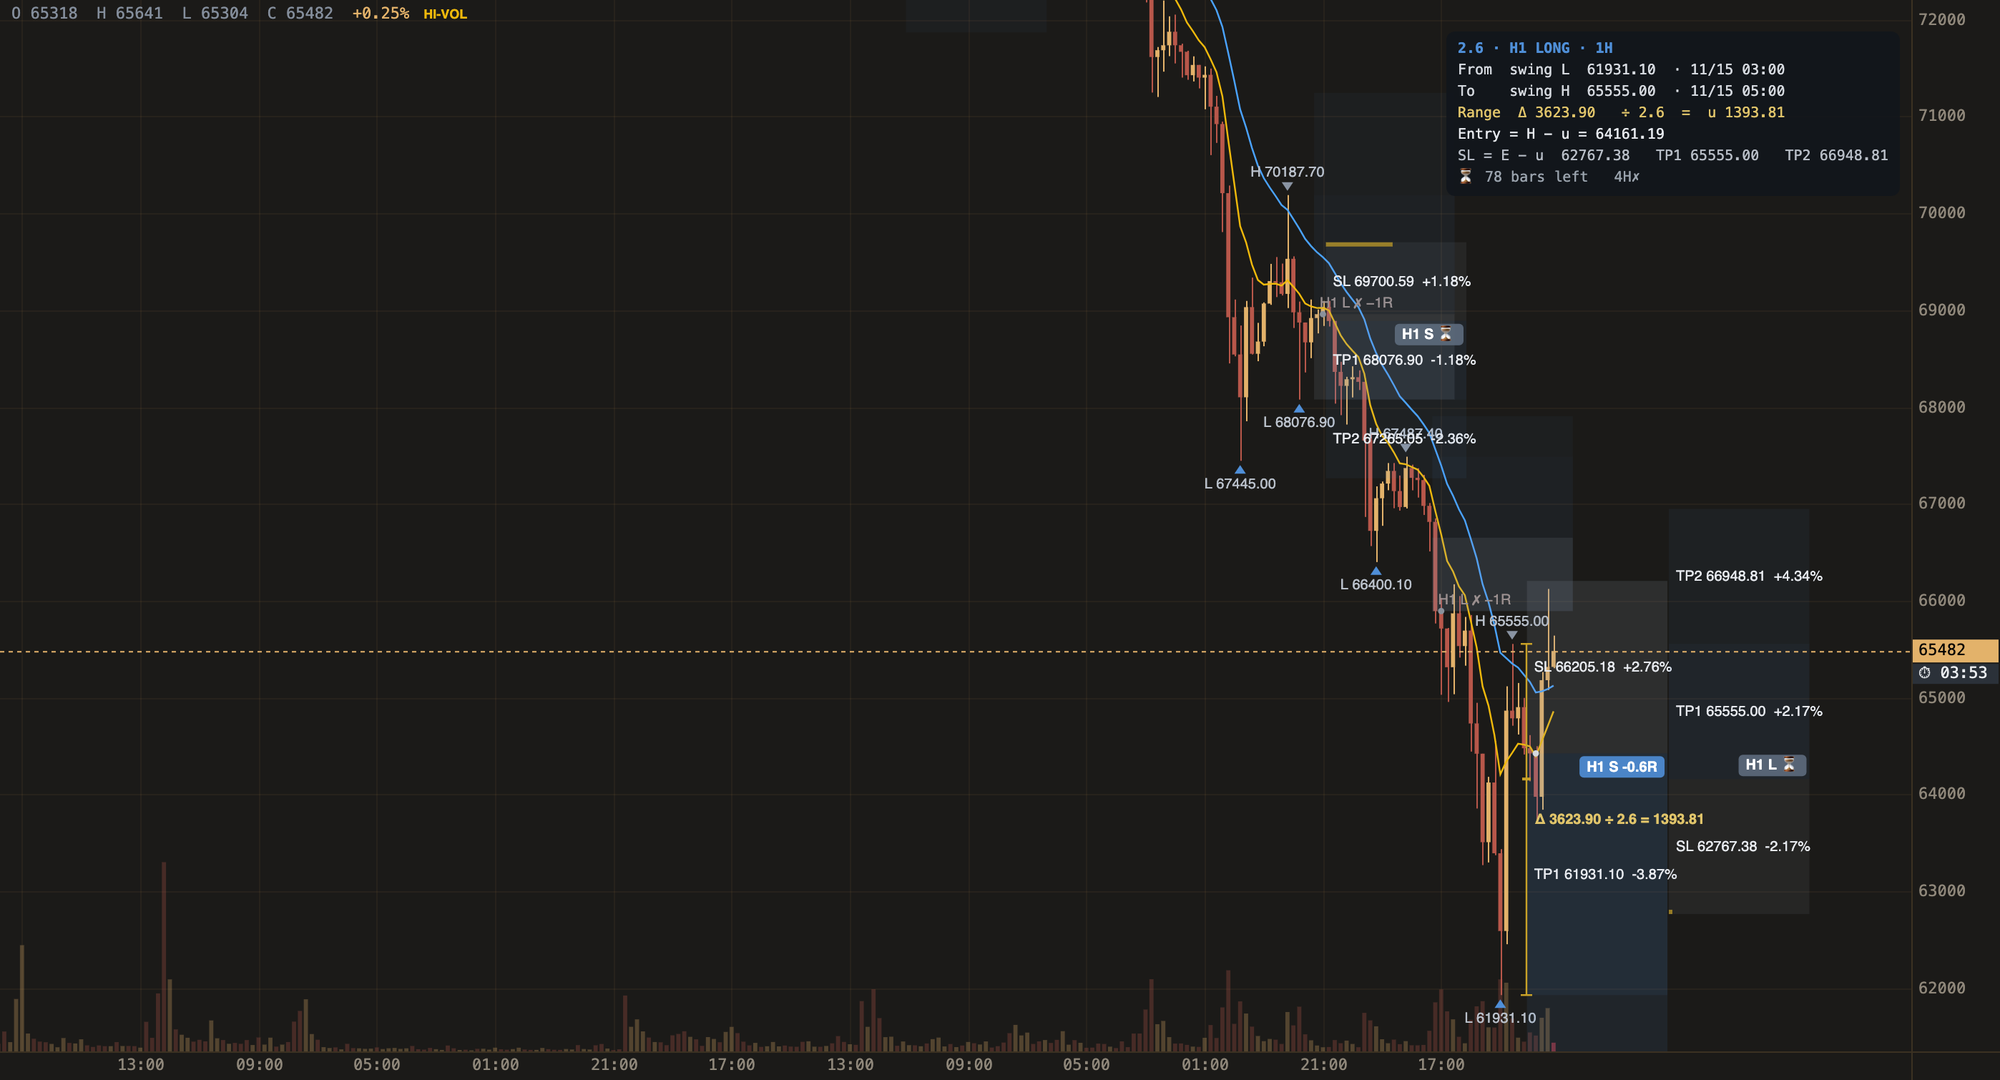 O 65318 H 65641 L 65304 C 65482 +0.25% HI-VOL
2.6 · H1 LONG · 1H
From swing L 61931.10 · 11/15 03:00
To swing H 65555.00 · 11/15 05:00
Range Δ 3623.90 ÷ 2.6 = u 1393.81
Entry = H − u = 64161.19
SL = E − u 62767.38 TP1 65555.00 TP2 66948.81
⌛ 78 bars left 4H✗
72000
71000
70000
69000
68000
67000
66000
65482
⏱ 03:53
65000
64000
63000
62000
H 70187.70
SL 69700.59 +1.18%
H1 L ✗ −1R
H1 S ⌛
TP1 68076.90 -1.18%
L 68076.90
H 67487.40
TP2 67265.05 -2.36%
L 67445.00
L 66400.10
TP2 66948.81 +4.34%
H1 L ✗ −1R
H 65555.00
SL 66205.18 +2.76%
TP1 65555.00 +2.17%
H1 S -0.6R
H1 L ⌛
Δ 3623.90 ÷ 2.6 = 1393.81
SL 62767.38 -2.17%
TP1 61931.10 -3.87%
L 61931.10
13:00 09:00 05:00 01:00 21:00 17:00 13:00 09:00 05:00 01:00 21:00 17:00